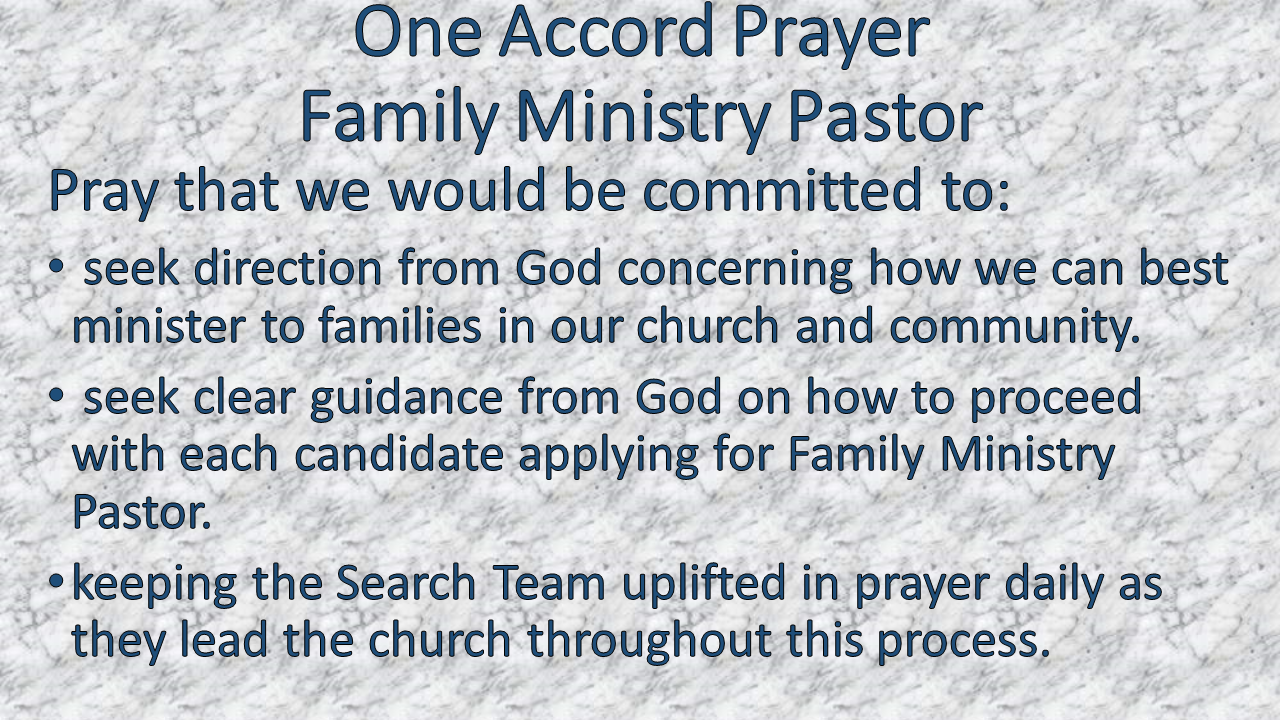 One Accord Prayer
Family Ministry Pastor
Pray that we would be committed to:
• seek direction from God concerning how we can best
minister to families in our church and community.
• seek clear guidance from God on how to proceed
with each candidate applying for Family Ministry
Pastor.
•keeping the Search Team uplifted in prayer daily as
they lead the church throughout this process.